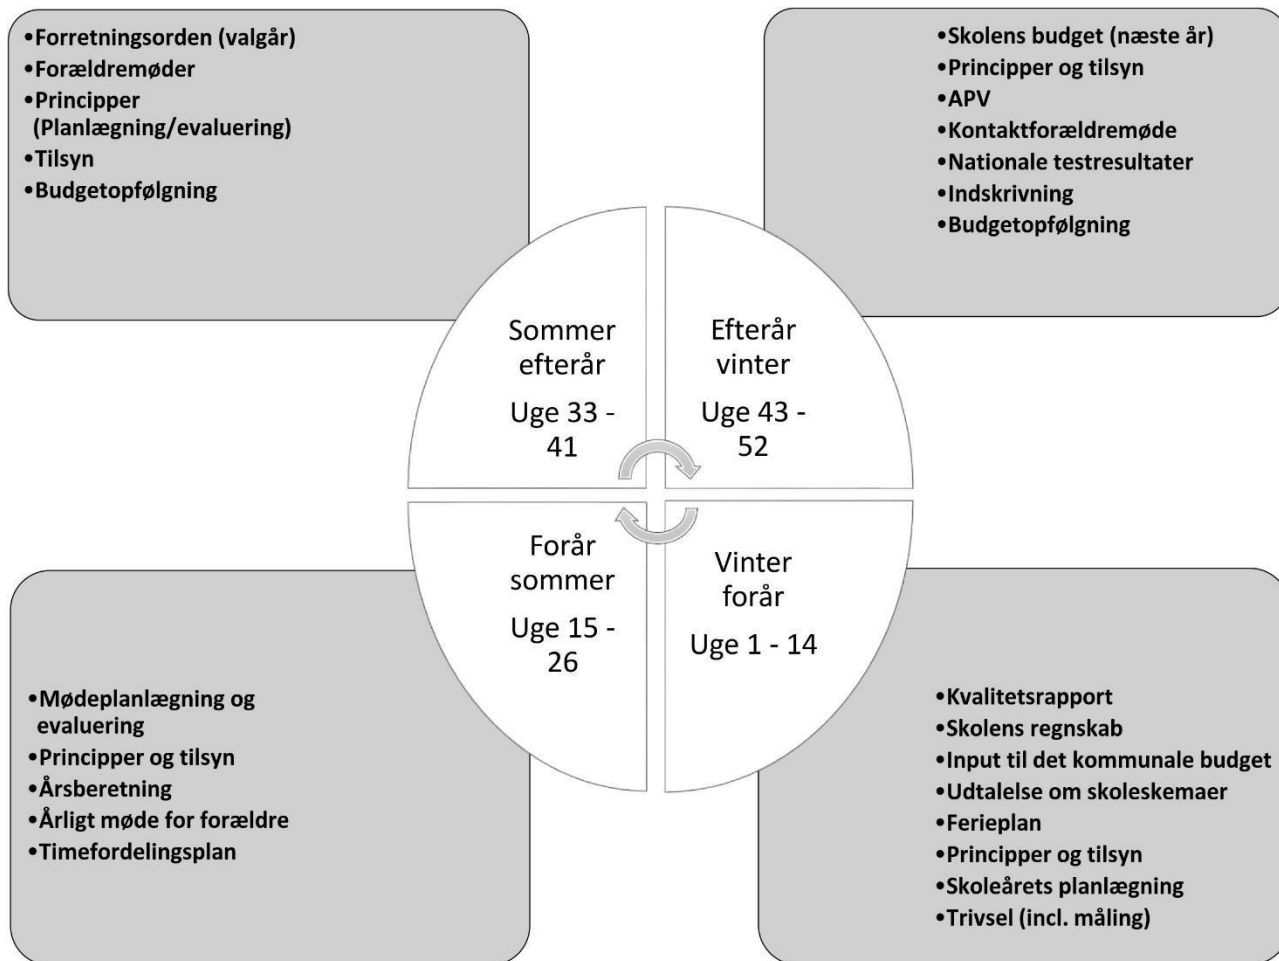 •Forretningsorden (valgår)
•Forældremøder
•Principper
(Planlægning/evaluering)
•Tilsyn
•Budgetopfølgning
•Skolens budget (næste år)
•Principper og tilsyn
•APV
•Kontaktforældremøde
•Nationale testresultater
•Indskrivning
•Budgetopfølgning
Sommer
efterår
Uge 33 -
41
Efterår
vinter
Uge 43 -
52
Forår
sommer
Uge 15 -
26
Vinter
forår
Uge 1 - 14
•Mødeplanlægning og
evaluering
•Principper og tilsyn
•Årsberetning
•Årligt møde for forældre
•Timefordelingsplan
•Kvalitetsrapport
•Skolens regnskab
•Input til det kommunale budget
•Udtalelse om skoleskemaer
•Ferieplan
•Principper og tilsyn
•Skoleårets planlægning
•Trivsel (incl. måling)